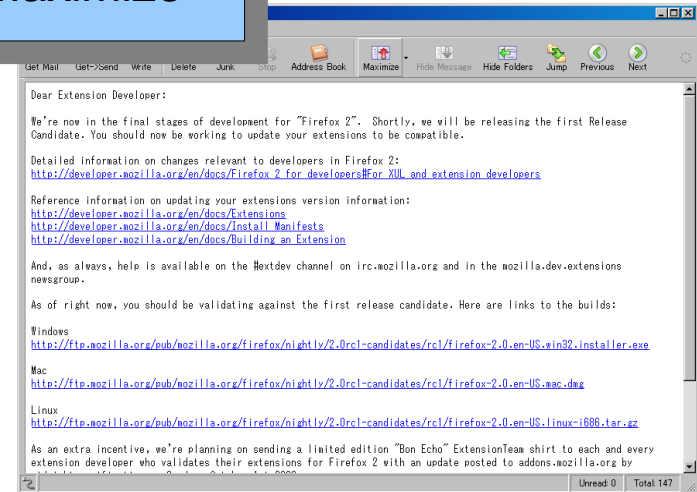 Get Mail Get->Send Write Delete Junk Stop Address Book Maximize Hide Message Hide Folders Jump Previous Next
Dear Extension Developer:
We're now in the final stages of development for "Firefox 2".  Shortly, we will be releasing the first Release
Candidate. You should now be working to update your extensions to be compatible.
Detailed information on changes relevant to developers in Firefox 2:
http://developer.mozilla.org/en/docs/Firefox_2_for_developers#For_XUL_and_extension_developers
Reference information on updating your extensions version information:
http://developer.mozilla.org/en/docs/Extensions
http://developer.mozilla.org/en/docs/Install_Manifests
http://developer.mozilla.org/en/docs/Building_an_Extension
And, as always, help is available on the #extdev channel on irc.mozilla.org and in the mozilla.dev.extensions
newsgroup.
As of right now, you should be validating against the first release candidate. Here are links to the builds:
Windows
http://ftp.mozilla.org/pub/mozilla.org/firefox/nightly/2.0rc1-candidates/rc1/firefox-2.0.en-US.win32.installer.exe
Mac
http://ftp.mozilla.org/pub/mozilla.org/firefox/nightly/2.0rc1-candidates/rc1/firefox-2.0.en-US.mac.dmg
Linux
http://ftp.mozilla.org/pub/mozilla.org/firefox/nightly/2.0rc1-candidates/rc1/firefox-2.0.en-US.linux-i686.tar.gz
As an extra incentive, we're planning on sending a limited edition "Bon Echo" ExtensionTeam shirt to each and every
extension developer who validates their extensions for Firefox 2 with an update posted to addons.mozilla.org by
Unread: 0 Total: 147